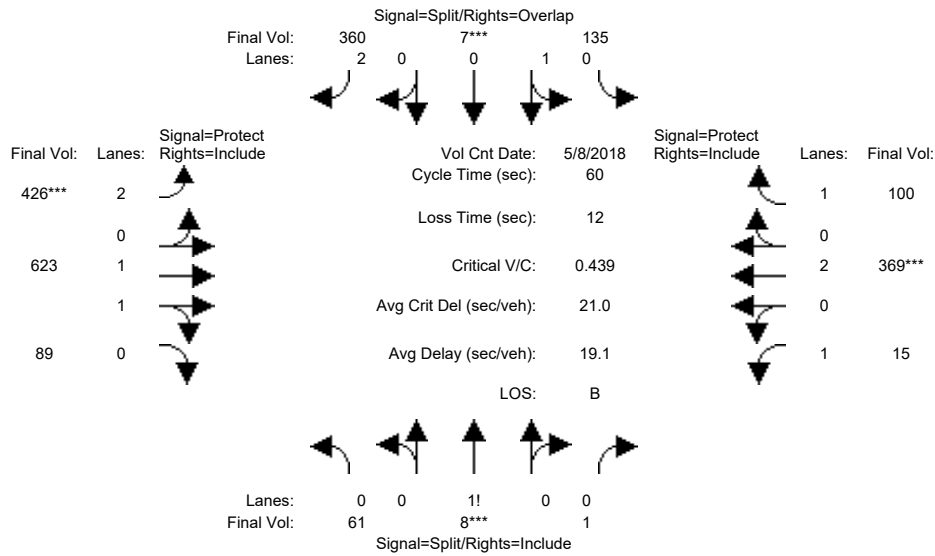 Signal=Split/Rights=Overlap
Final Vol: 360 7*** 135
Lanes: 2 0 0 1 0
Signal=Protect
Final Vol: Lanes: Rights=Include
Vol Cnt Date: 5/8/2018
Signal=Protect
Rights=Include Lanes: Final Vol:
Cycle Time (sec): 60
426*** 2
1 100
Loss Time (sec): 12
0
0
623 1
Critical V/C: 0.439
2 369***
1
Avg Crit Del (sec/veh): 21.0
0
89 0
Avg Delay (sec/veh): 19.1
1 15
LOS: B
Lanes: 0 0 1! 0 0
Final Vol: 61 8*** 1
Signal=Split/Rights=Include